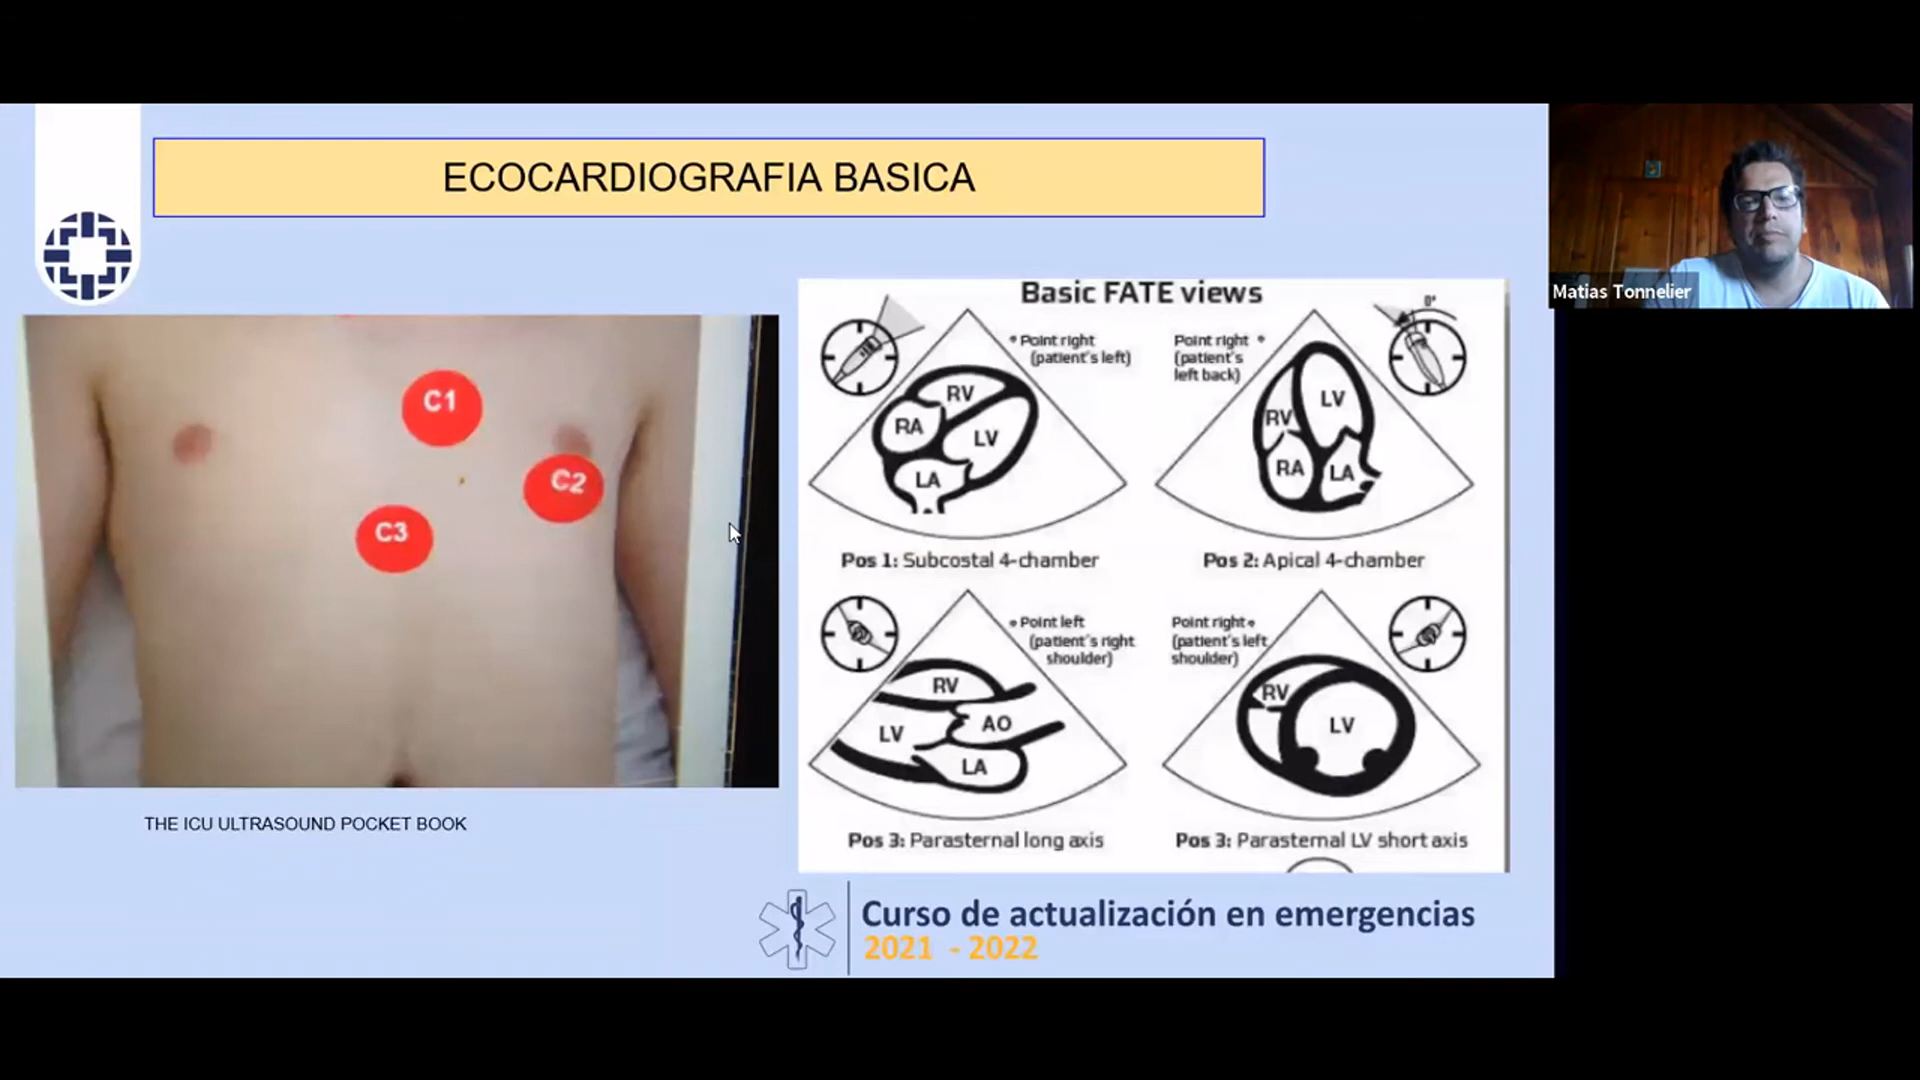 ECOCARDIOGRAFIA BASICA
Matias Tonnelier
C1
C2
C3
THE ICU ULTRASOUND POCKET BOOK
Basic FATE views
Point right
(patient's left)
RV
RA
LV
LA
Pos 1: Subcostal 4-chamber
Point right
(patient's
left back)
0°
LV
RV
RA
LA
Pos 2: Apical 4-chamber
Point left
(patient's right
shoulder)
RV
LV
AO
LA
Pos 3: Parasternal long axis
Point right
(patient's left
shoulder)
RV
LV
Pos 3: Parasternal LV short axis
Curso de actualización en emergencias
2021 - 2022